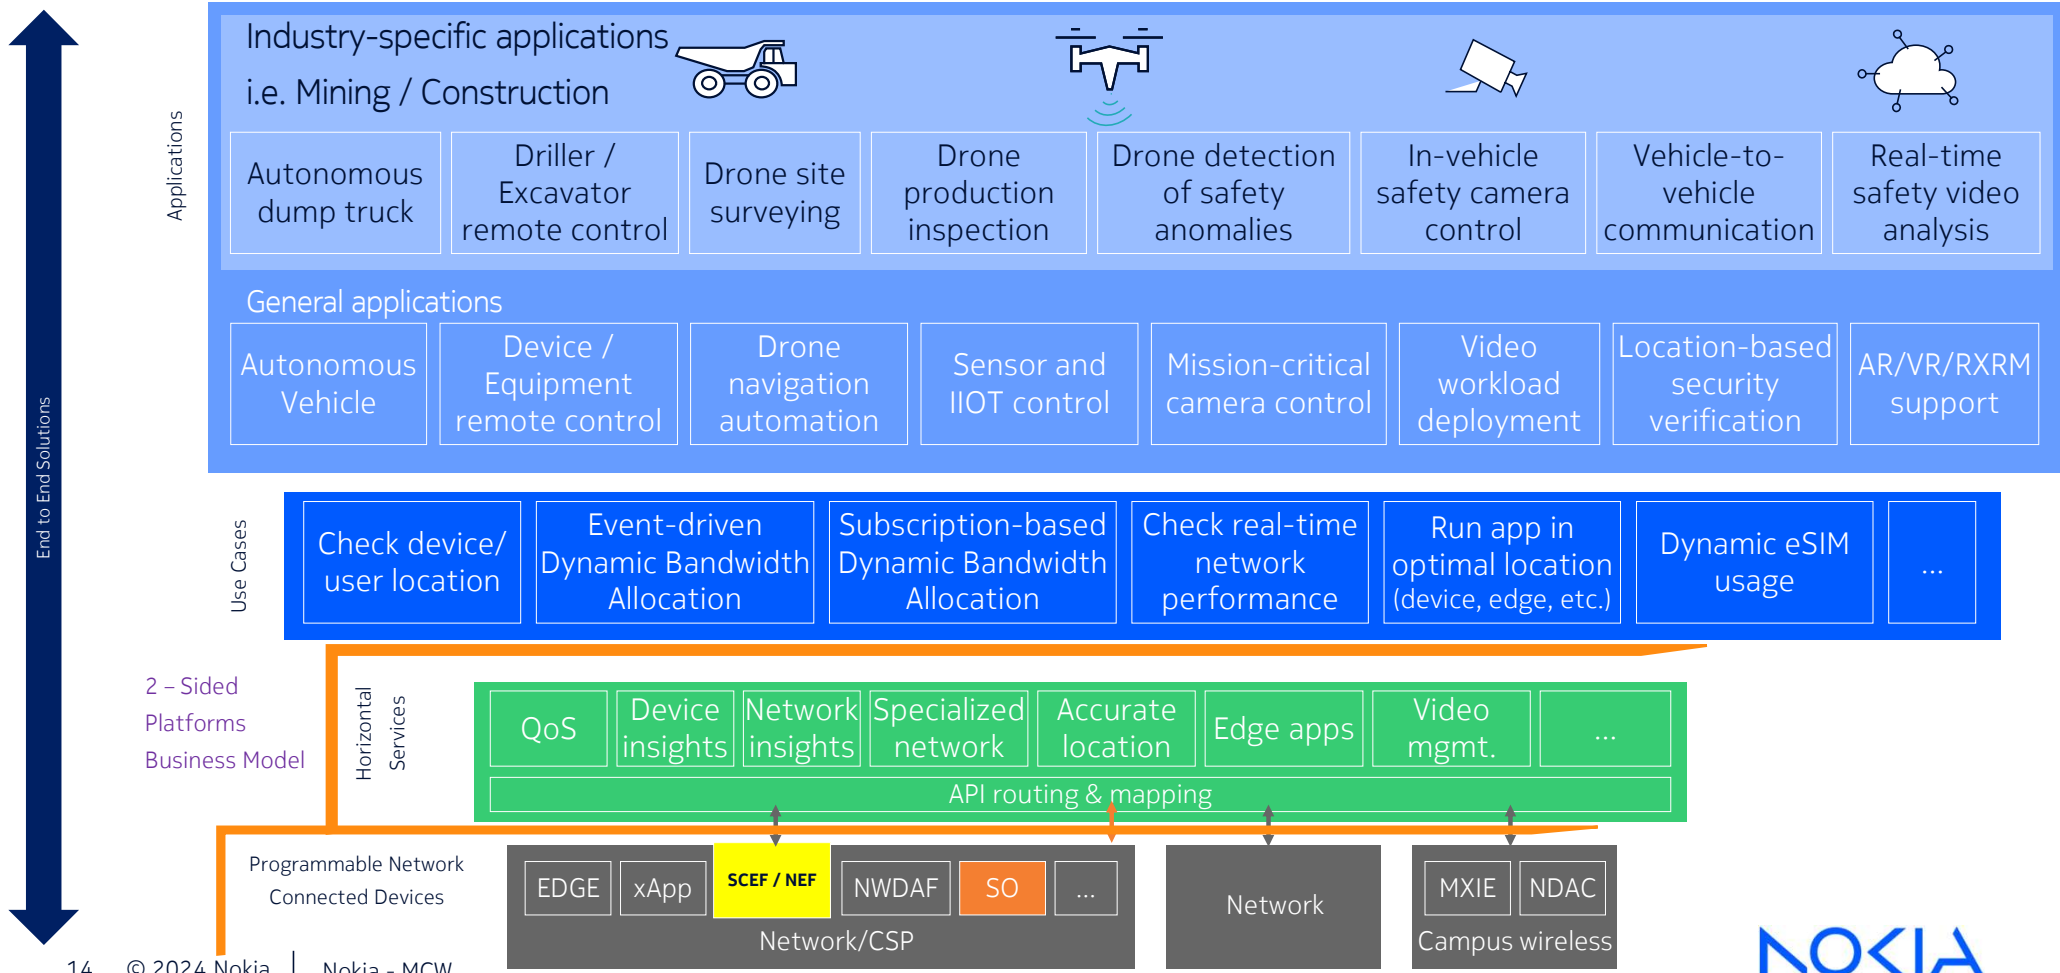 Industry-specific applications
i.e. Mining / Construction
Applications
Autonomous
dump truck
Driller /
Excavator
remote control
Drone site
surveying
Drone
production
inspection
Drone detection
of safety
anomalies
In-vehicle
safety camera
control
Vehicle-to-
vehicle
communication
Real-time
safety video
analysis
General applications
Autonomous
Vehicle
Device /
Equipment
remote control
Drone
navigation
automation
Sensor and
IIOT control
Mission-critical
camera control
Video
workload
deployment
Location-based
security
verification
AR/VR/RXRM
support
End to End Solutions
Use Cases
Check device/
user location
Event-driven
Dynamic Bandwidth
Allocation
Subscription-based
Dynamic Bandwidth
Allocation
Check real-time
network
performance
Run app in
optimal location
(device, edge, etc.)
Dynamic eSIM
usage
...
2 – Sided
Platforms
Business Model
Horizontal
Services
QoS
Device
insights
Network
insights
Specialized
network
Accurate
location
Edge apps
Video
mgmt.
...
API routing & mapping
Programmable Network
Connected Devices
EDGE
xApp
SCEF / NEF
NWDAF
SO
...
Network/CSP
Network
MXIE
NDAC
Campus wireless
14
© 2024 Nokia
Nokia - MCW
NOKIA